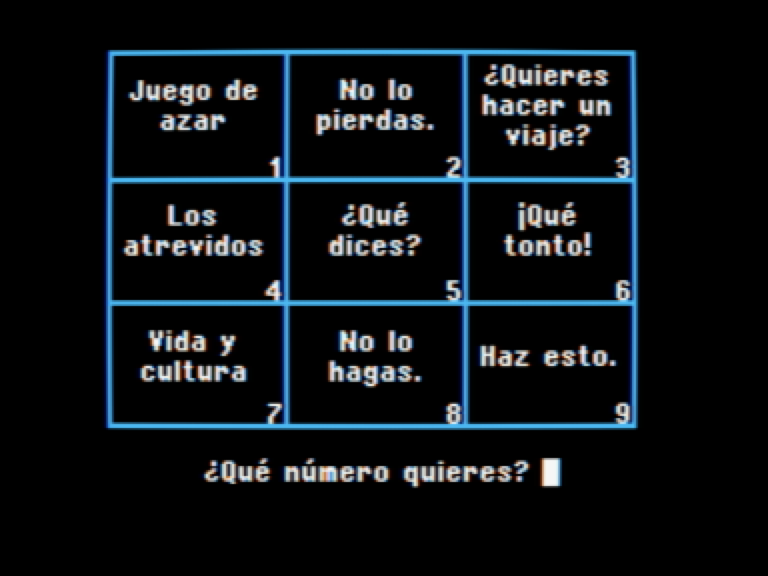 Juego de
azar
1
No lo
pierdas.
2
¿Quieres
hacer un
viaje?
3
Los
atrevidos
4
¿Qué
dices?
5
¡Qué
tonto!
6
Vida y
cultura
7
No lo
hagas.
8
Haz esto.
9
¿Qué número quieres?